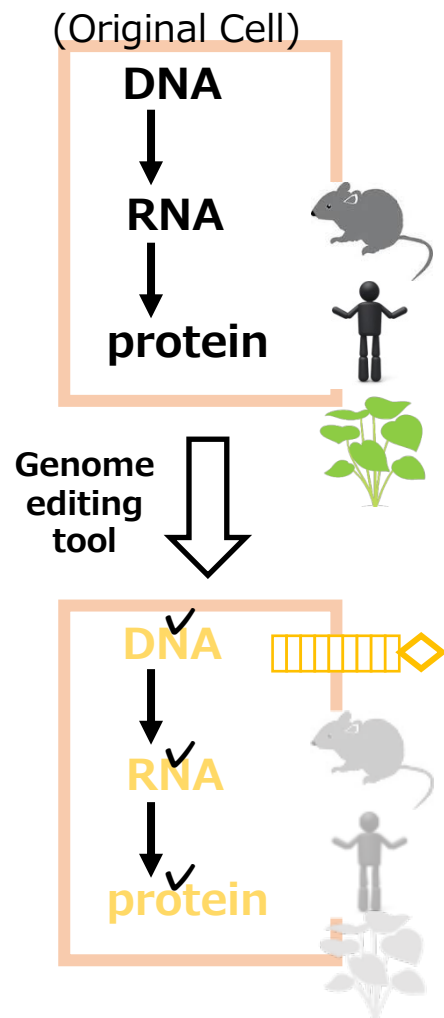 (Original Cell)
DNA
RNA
protein
Genome
editing
tool
DNA
RNA
protein